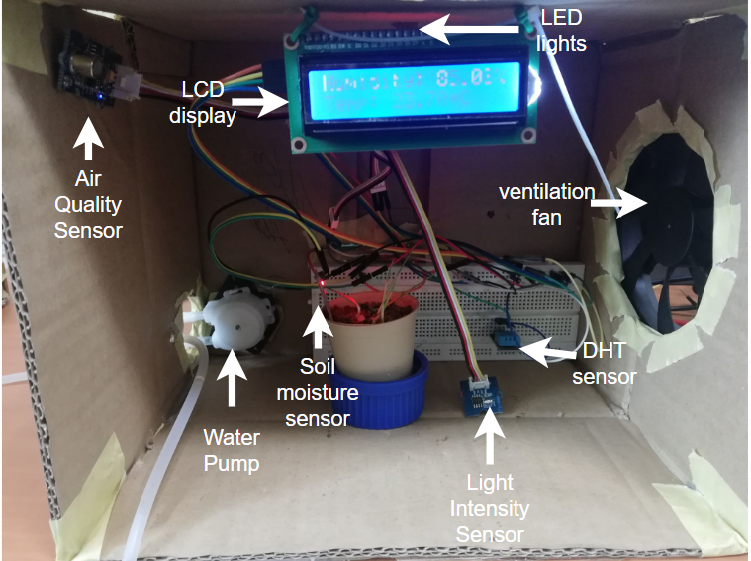 LED
lights
LCD
display
Air
Quality
Sensor
ventilation
fan
Soil
moisture
sensor
DHT
sensor
Water
Pump
Light
Intensity
Sensor